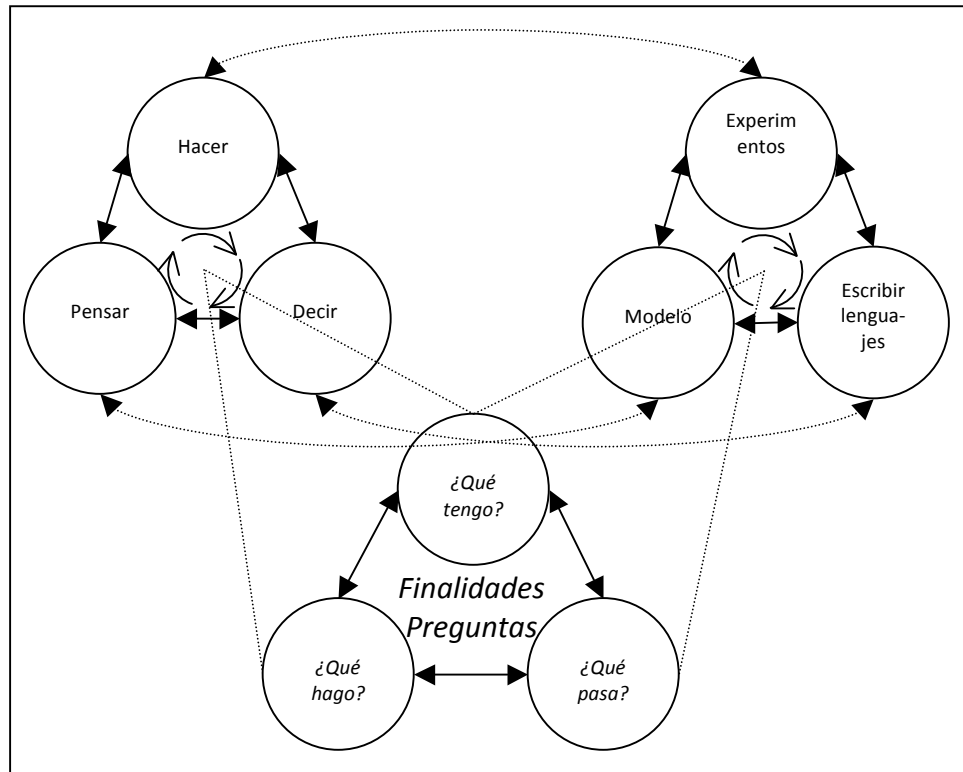 Hacer
Experim
entos
Pensar
Decir
Modelo
Escribir
lengua-
jes
¿Qué
tengo?
Finalidades
Preguntas
¿Qué
hago?
¿Qué
pasa?